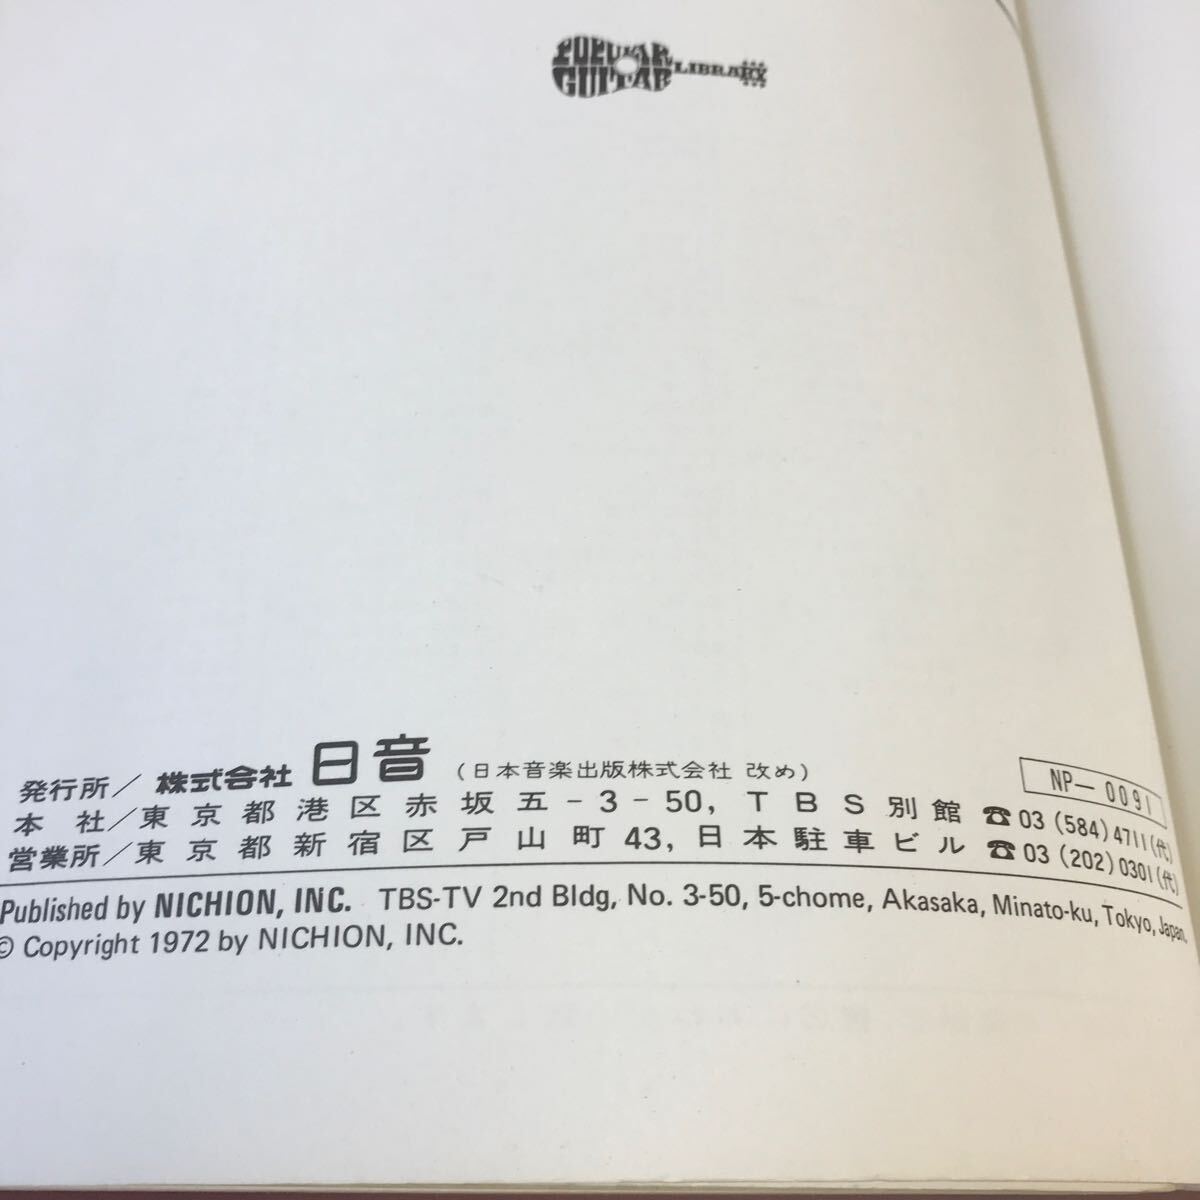 POPULAR GUITAR LIBRARY
発行所/株式会社 日音 (日本音楽出版株式会社 改め)
NP—0091
本 社/東京都港区赤坂五-3-50, TBS別館 ☎03 (584) 4711(代)
営業所/東京都新宿区戸山町43, 日本駐車ビル ☎03 (202) 0301(代)
Published by NICHION, INC. TBS-TV 2nd Bldg, No. 3-50, 5-chome, Akasaka, Minato-ku, Tokyo, Japan.
© Copyright 1972 by NICHION, INC.